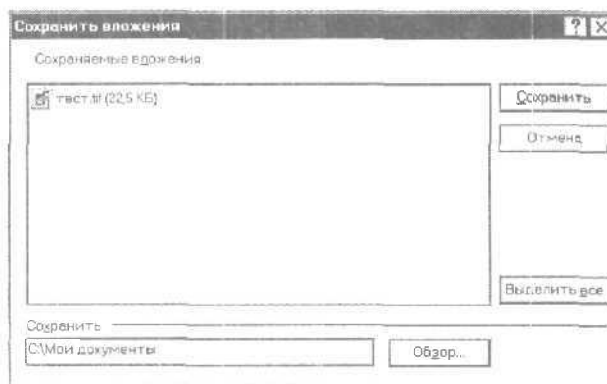 Сохранить вложения
Сохраняемые вложения
тест.tif (22,5 КБ)
Сохранить
Отмена
Выделить все
Сохранить
C:\Мои документы
Обзор...